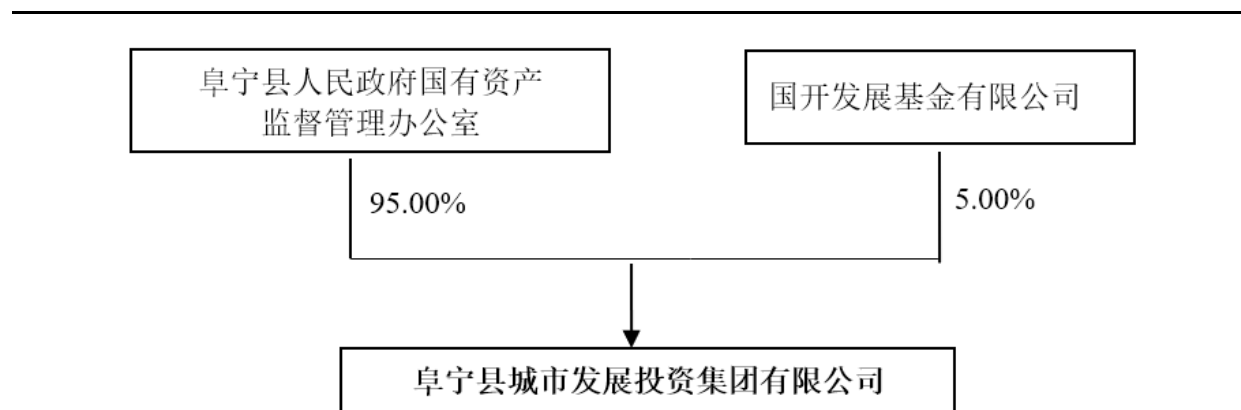 阜宁县人民政府国有资产
监督管理办公室
国开发展基金有限公司
95.00%
5.00%
阜宁县城市发展投资集团有限公司